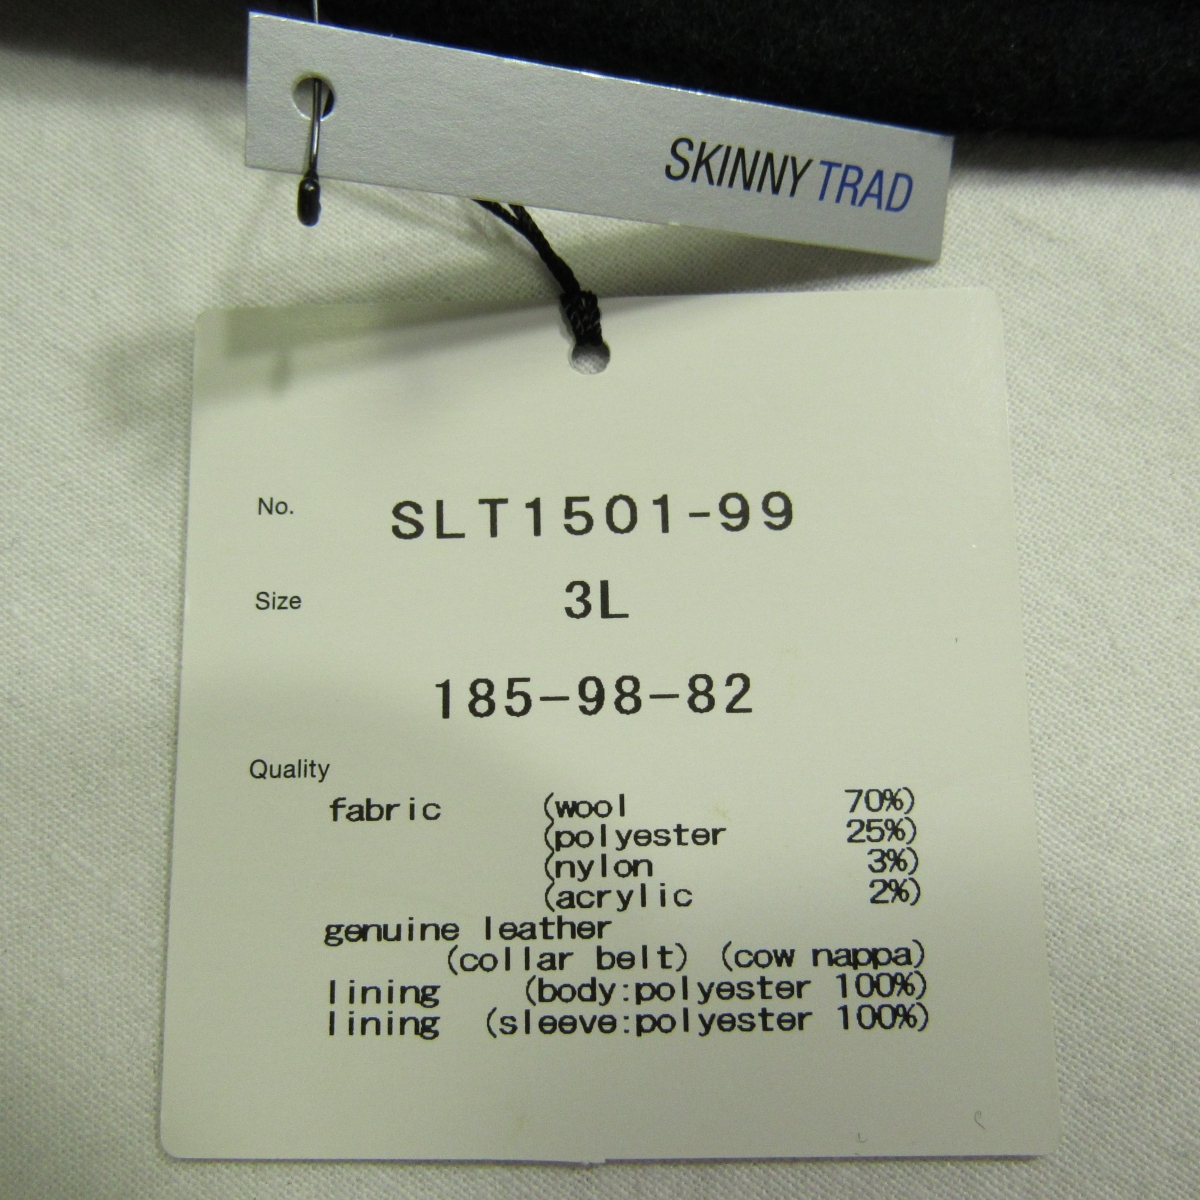 SKINNY TRAD
No. SLT1501-99
Size 3L
185-98-82
Quality
fabric (wool 70%)
(polyester 25%)
(nylon 3%)
(acrylic 2%)
genuine leather
(collar belt) (cow nappa)
lining (body:polyester 100%)
lining (sleeve:polyester 100%)